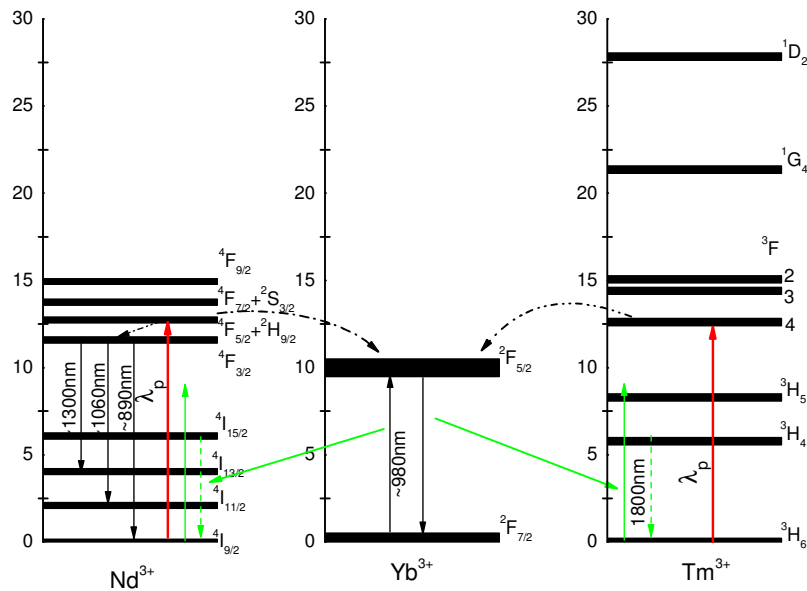 30
25
20
15
10
5
0
⁴F₉/₂
⁴F₇/₂+²S₃/₂
⁴F₅/₂+²H₉/₂
⁴F₃/₂
⁴I₁₅/₂
⁴I₁₃/₂
⁴I₁₁/₂
⁴I₉/₂
~1300nm
~1060nm
~890nm
λₚ
Nd³⁺
30
25
20
15
10
5
0
²F₅/₂
~980nm
²F₇/₂
Yb³⁺
30
25
20
15
10
5
0
¹D₂
¹G₄
³F
2
3
4
³H₅
³H₄
³H₆
1800nm
λₚ
Tm³⁺